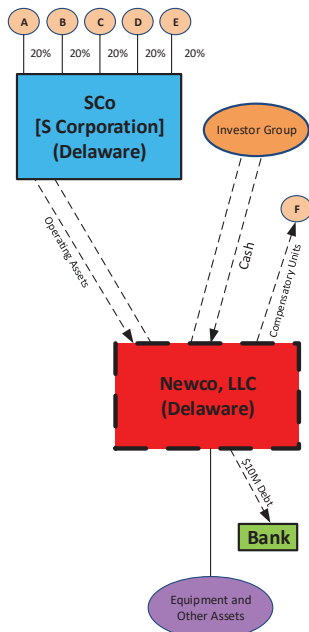 A B C D E
20% 20% 20% 20% 20%
SCo
[S Corporation]
(Delaware)
Investor Group
F
Operating Assets
Cash
Compensatory Units
Newco, LLC
(Delaware)
$10M Debt
Bank
Equipment and
Other Assets